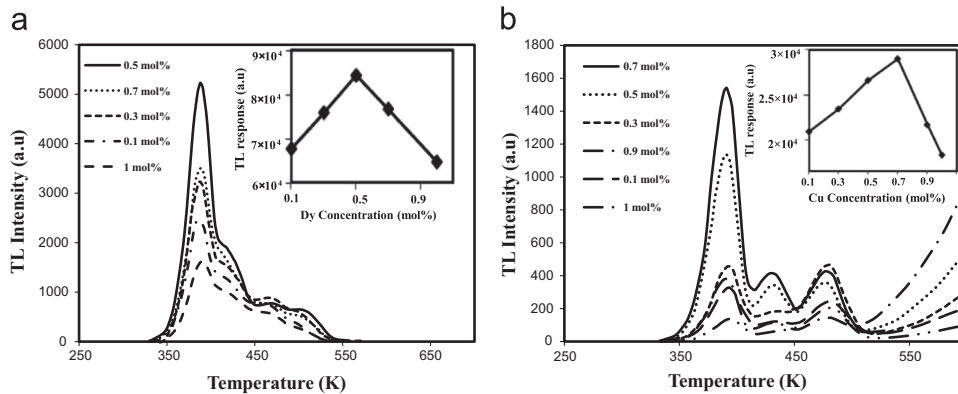 a
6000
5000
4000
3000
2000
1000
0
TL Intensity (a.u)
250 350 450 550 650
Temperature (K)
0.5 mol%
0.7 mol%
0.3 mol%
0.1 mol%
1 mol%
9×10⁴
8×10⁴
7×10⁴
6×10⁴
TL response (a.u)
0.1 0.5 0.9
Dy Concentration (mol%)
b
1800
1600
1400
1200
1000
800
600
400
200
0
TL Intensity (a.u)
250 350 450 550
Temperature (K)
0.7 mol%
0.5 mol%
0.3 mol%
0.9 mol%
0.1 mol%
1 mol%
3×10⁴
2.5×10⁴
2×10⁴
TL response (a.u)
0.1 0.3 0.5 0.7 0.9
Cu Concentration (mol%)